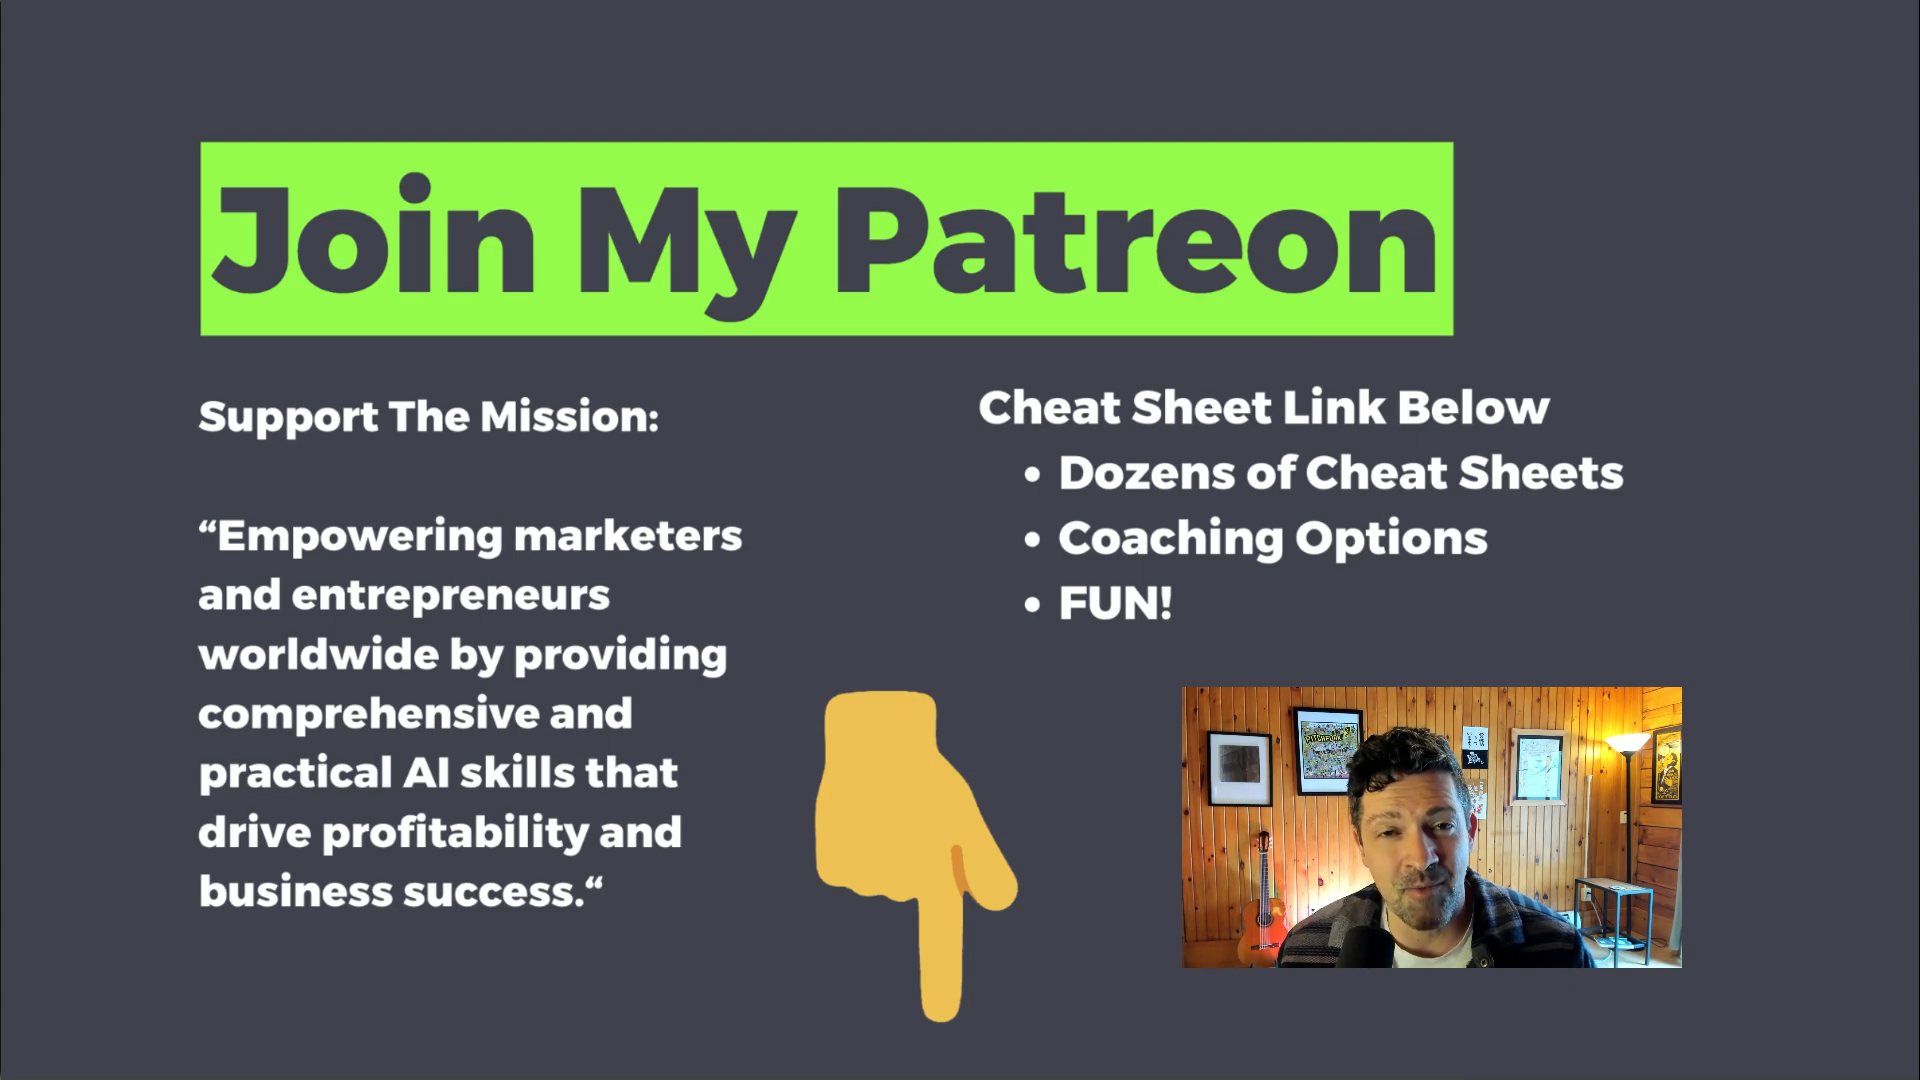 Join My Patreon
Support The Mission:
“Empowering marketers
and entrepreneurs
worldwide by providing
comprehensive and
practical AI skills that
drive profitability and
business success.“
Cheat Sheet Link Below
• Dozens of Cheat Sheets
• Coaching Options
• FUN!
PITCHFORK